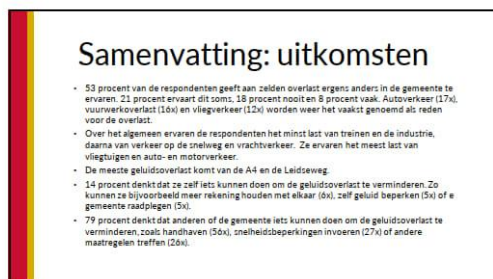 Samenvatting: uitkomsten
• 53 procent van de respondenten geeft aan zelden overlast ergens anders in de gemeente te
ervaren. 21 procent ervaart dit soms, 18 procent nooit en 8 procent vaak. Autoverkeer (17x),
vuurwerkoverlast (16x) en vliegverkeer (12x) worden weer het vaakst genoemd als reden
voor de overlast.
• Over het algemeen ervaren de respondenten het minst last van treinen en de industrie,
daarna van verkeer op de snelweg en vrachtverkeer. Ze ervaren het meest last van
vliegtuigen en auto- en motorverkeer.
• De meeste geluidsoverlast komt van de A4 en de Leidseweg.
• 14 procent denkt dat ze zelf iets kunnen doen om de geluidsoverlast te verminderen. Zo
kunnen ze bijvoorbeeld meer rekening houden met elkaar (6x), zelf geluid beperken (5x) of e
gemeente raadplegen (5x).
• 79 procent denkt dat anderen of de gemeente iets kunnen doen om de geluidsoverlast te
verminderen, zoals handhaven (56x), snelheidsbeperkingen invoeren (27x) of andere
maatregelen treffen (26x).